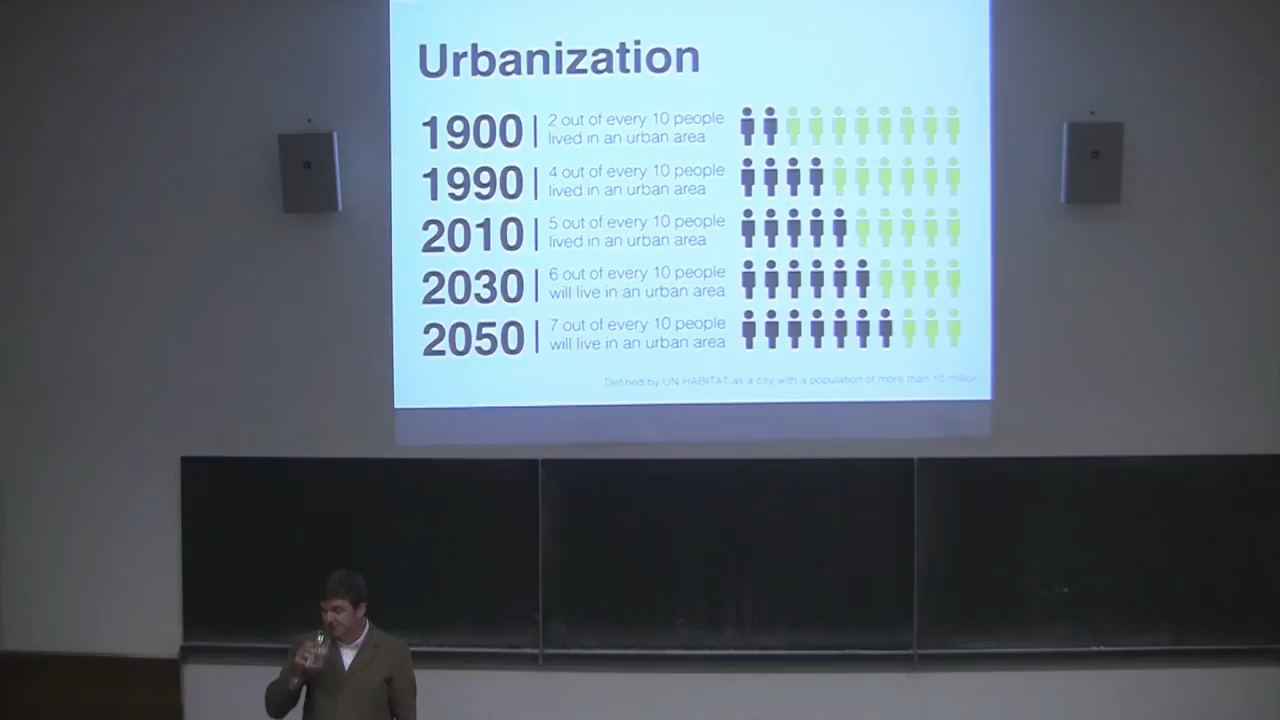 Urbanization
1900
2 out of every 10 people
lived in an urban area
1990
4 out of every 10 people
lived in an urban area
2010
5 out of every 10 people
lived in an urban area
2030
6 out of every 10 people
will live in an urban area
2050
7 out of every 10 people
will live in an urban area
Defined by UN HABITAT as a city with a population of more than 10 million